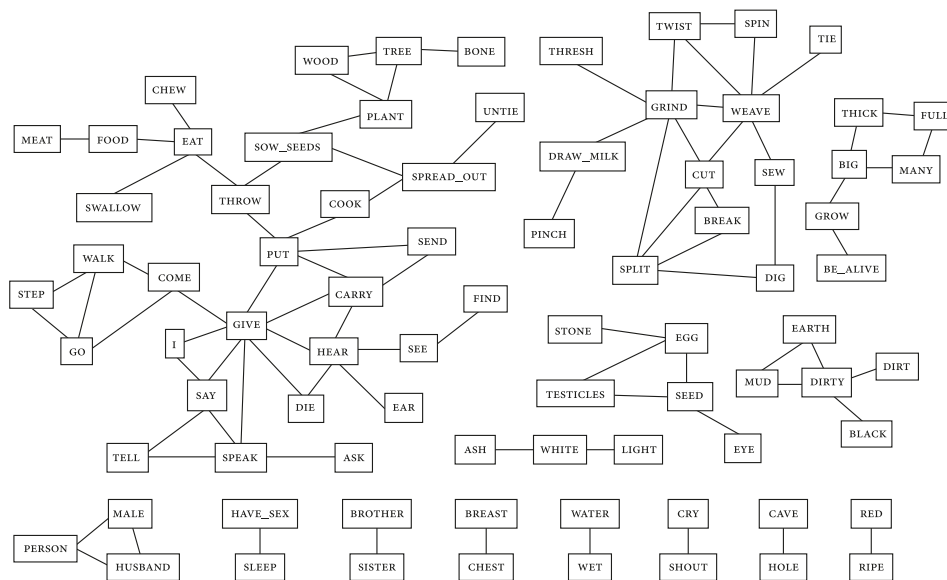 TWIST
SPIN
TIE
THRESH
WOOD
TREE
BONE
CHEW
GRIND
WEAVE
UNTIE
PLANT
THICK
FULL
MEAT
FOOD
EAT
SOW_SEEDS
DRAW_MILK
BIG
MANY
CUT
SEW
SPREAD_OUT
SWALLOW
THROW
COOK
BREAK
GROW
PINCH
SEND
PUT
WALK
COME
SPLIT
DIG
BE_ALIVE
STEP
CARRY
FIND
GIVE
STONE
EGG
EARTH
I
GO
HEAR
SEE
DIRT
MUD
DIRTY
SAY
TESTICLES
SEED
DIE
EAR
BLACK
ASH
WHITE
LIGHT
EYE
TELL
SPEAK
ASK
MALE
HAVE_SEX
BROTHER
BREAST
WATER
CRY
CAVE
RED
PERSON
HUSBAND
SLEEP
SISTER
CHEST
WET
SHOUT
HOLE
RIPE